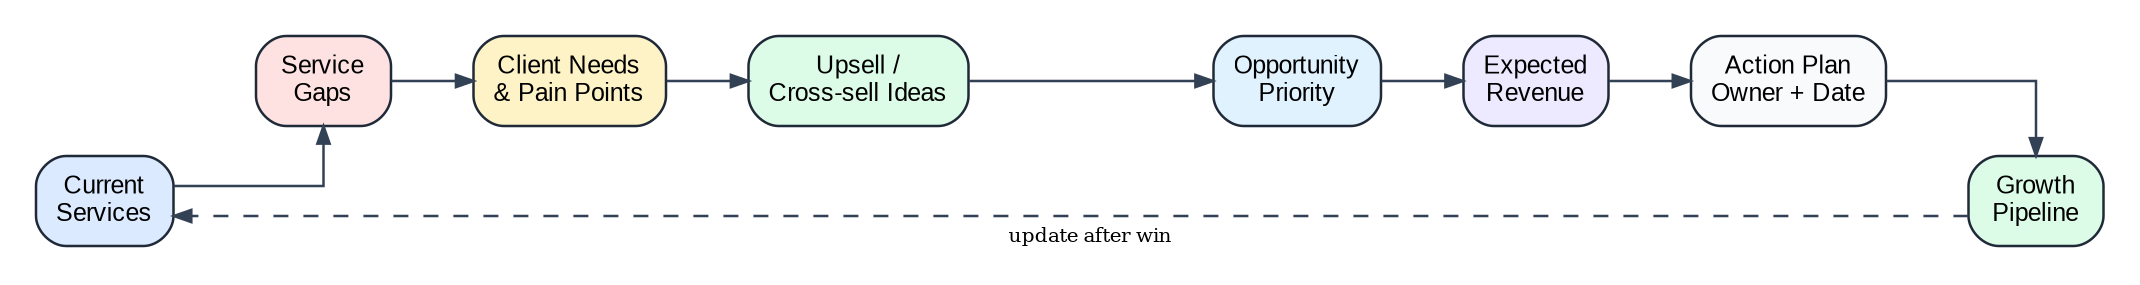 Current
Services
Service
Gaps
Client Needs
& Pain Points
Upsell /
Cross-sell Ideas
Opportunity
Priority
Expected
Revenue
Action Plan
Owner + Date
Growth
Pipeline
update after win